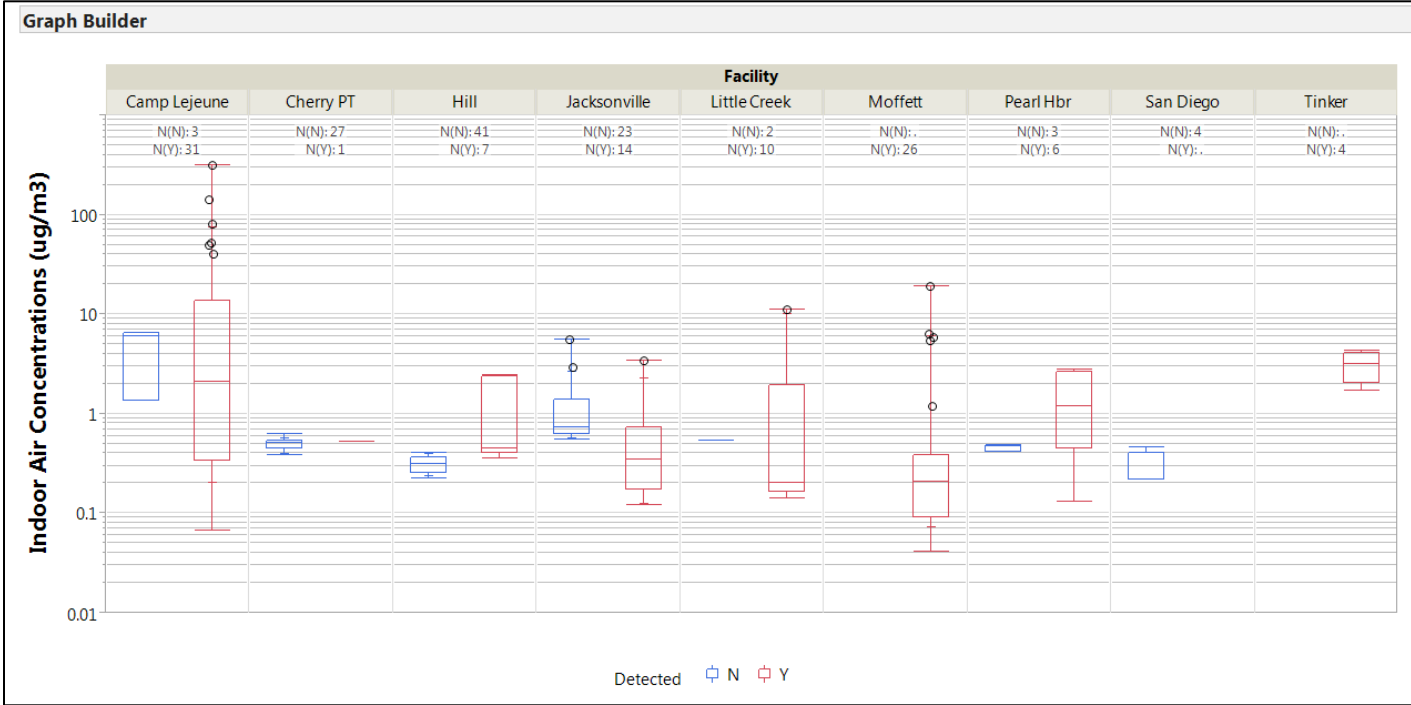 Graph Builder
Facility
Camp Lejeune Cherry PT Hill Jacksonville Little Creek Moffett Pearl Hbr San Diego Tinker
N(N): 3 N(N): 27 N(N): 41 N(N): 23 N(N): 2 N(N): . N(N): 3 N(N): 4 N(N): .
N(Y): 31 N(Y): 1 N(Y): 7 N(Y): 14 N(Y): 10 N(Y): 26 N(Y): 6 N(Y): . N(Y): 4
Indoor Air Concentrations (ug/m3)
100
10
1
0.1
0.01
Detected N Y